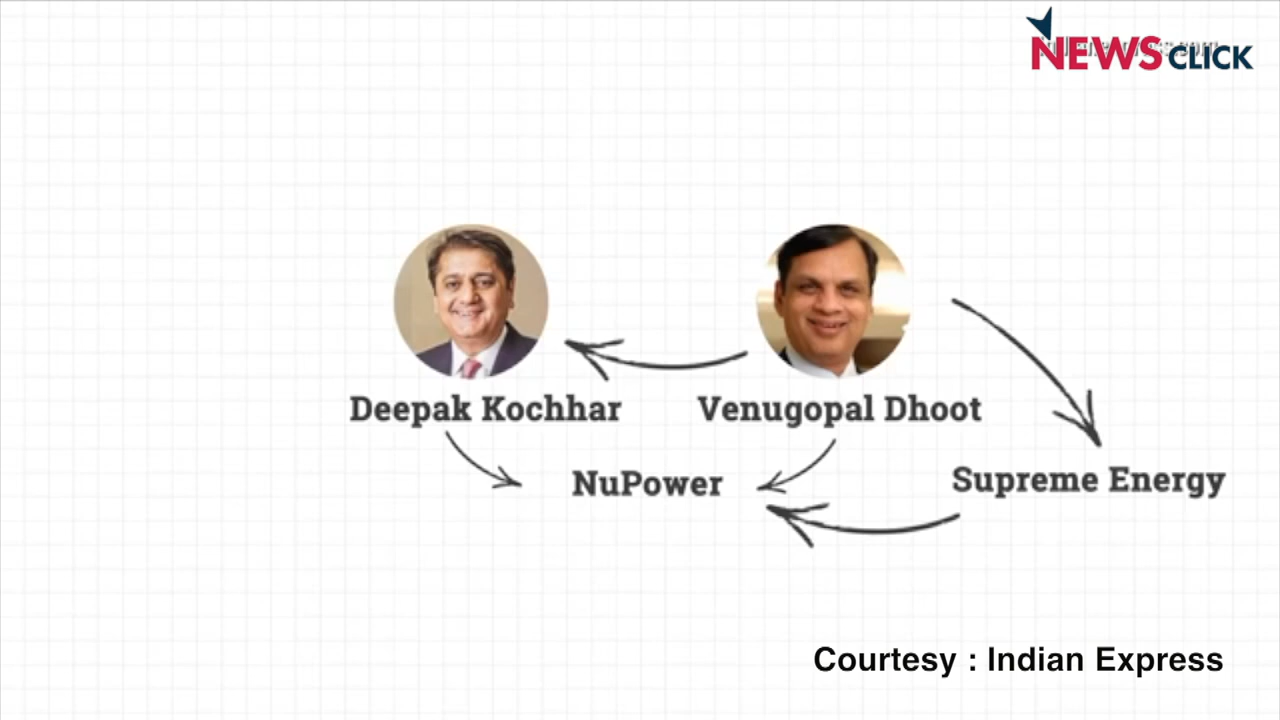 NEWSCLICK
Deepak Kochhar
Venugopal Dhoot
NuPower
Supreme Energy
Courtesy : Indian Express